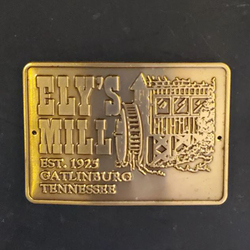 ELY'S
MILL
EST. 1925
GATLINBURG
TENNESSEE